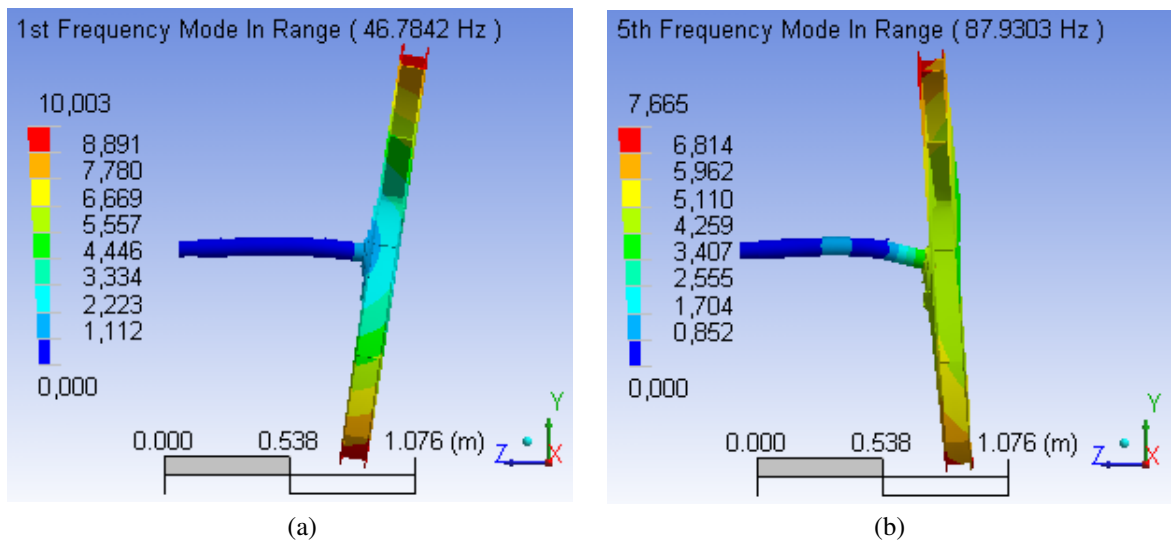 1st Frequency Mode In Range ( 46.7842 Hz )
10,003
8,891
7,780
6,669
5,557
4,446
3,334
2,223
1,112
0,000
0.000 0.538 1.076 (m)
Y
Z X
(a)
5th Frequency Mode In Range ( 87.9303 Hz )
7,665
6,814
5,962
5,110
4,259
3,407
2,555
1,704
0,852
0,000
0.000 0.538 1.076 (m)
Y
Z X
(b)